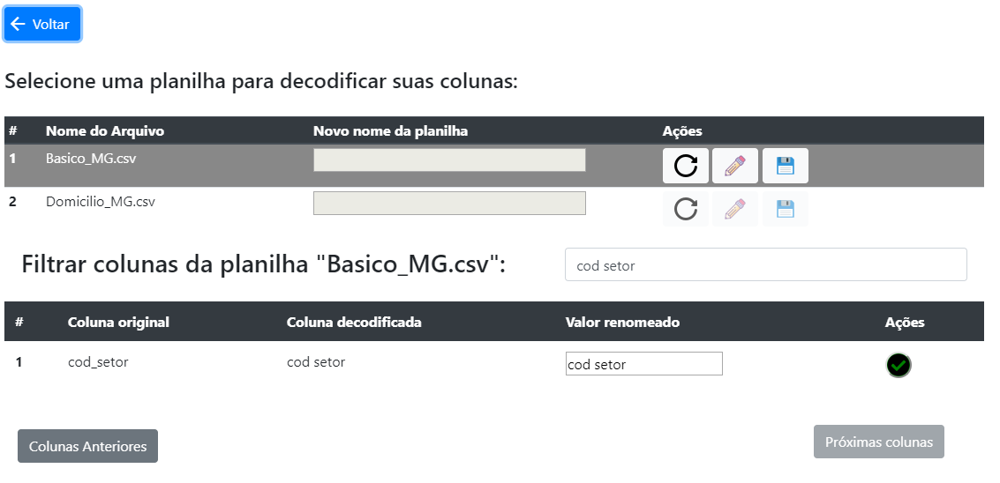 Voltar
Selecione uma planilha para decodificar suas colunas:
# Nome do Arquivo Novo nome da planilha Ações
1 Basico_MG.csv
2 Domicilio_MG.csv
Filtrar colunas da planilha "Basico_MG.csv": cod setor
# Coluna original Coluna decodificada Valor renomeado Ações
1 cod_setor cod setor cod setor
Colunas Anteriores Próximas colunas